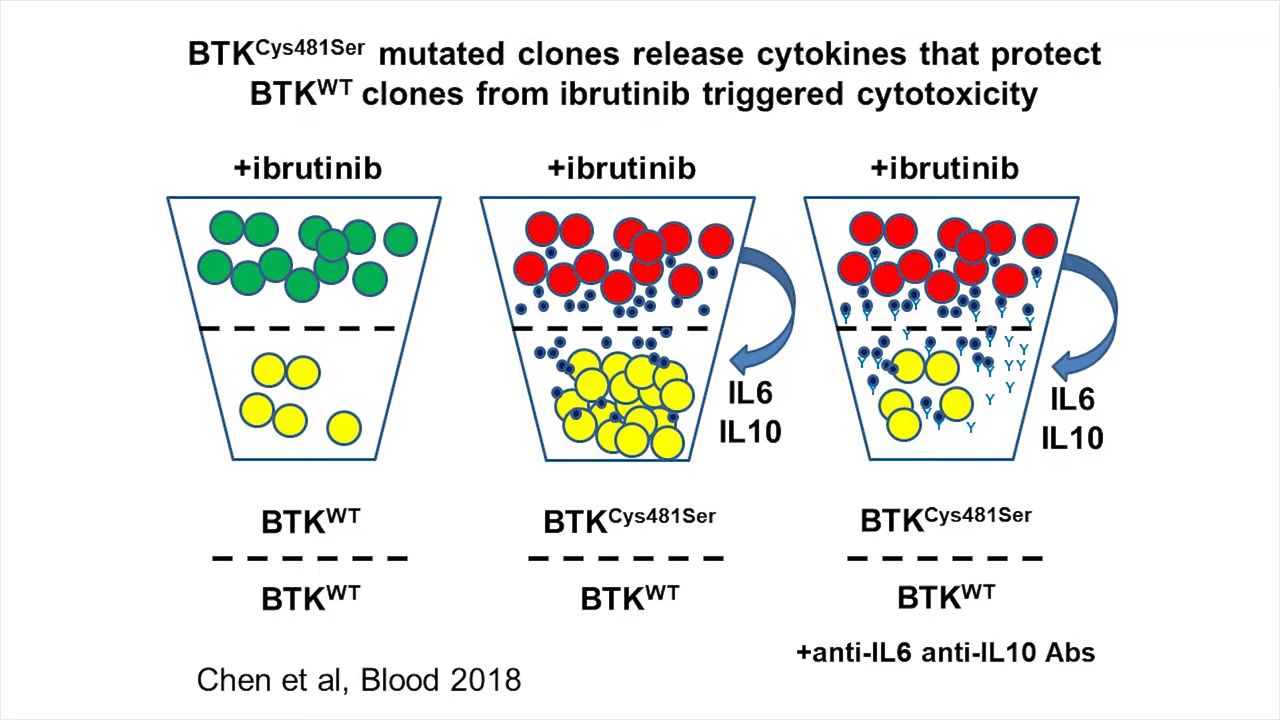 BTKCys481Ser mutated clones release cytokines that protect
BTKWT clones from ibrutinib triggered cytotoxicity
+ibrutinib
+ibrutinib
+ibrutinib
IL6
IL10
IL6
IL10
BTKWT
BTKWT
BTKCys481Ser
BTKWT
BTKCys481Ser
BTKWT
+anti-IL6 anti-IL10 Abs
Chen et al, Blood 2018